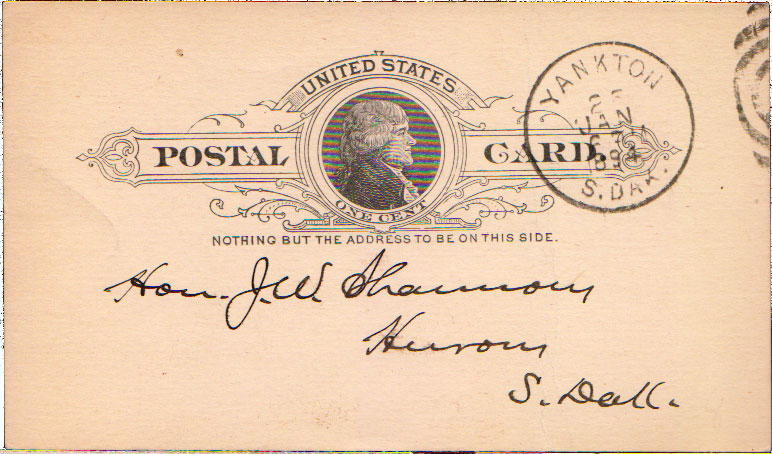 UNITED STATES
POSTAL CARD
ONE CENT
NOTHING BUT THE ADDRESS TO BE ON THIS SIDE.
YANKTON
JAN
S. DAK.
Hon. J. W. Shannon
Huron
S. Dak.